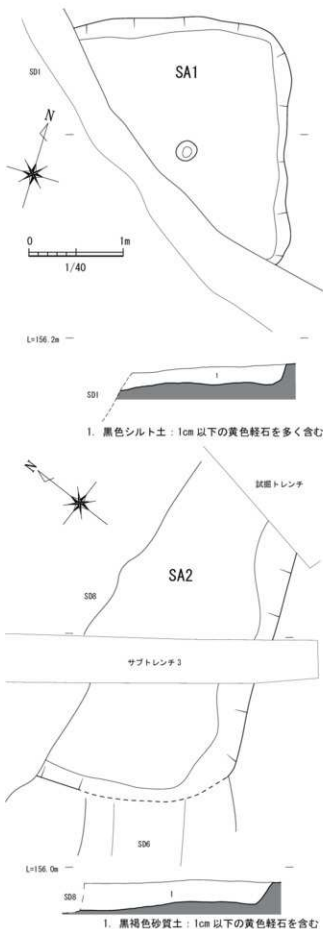 SD1
SA1
N
0 1m
1/40
L=156.2m
1
SD1
1. 黒色シルト土：1cm 以下の黄色軽石を多く含む
N
試掘トレンチ
SA2
SD8
サブトレンチ 3
SD6
L=156.0m
SD8
1
1. 黒褐色砂質土：1cm 以下の黄色軽石を含む